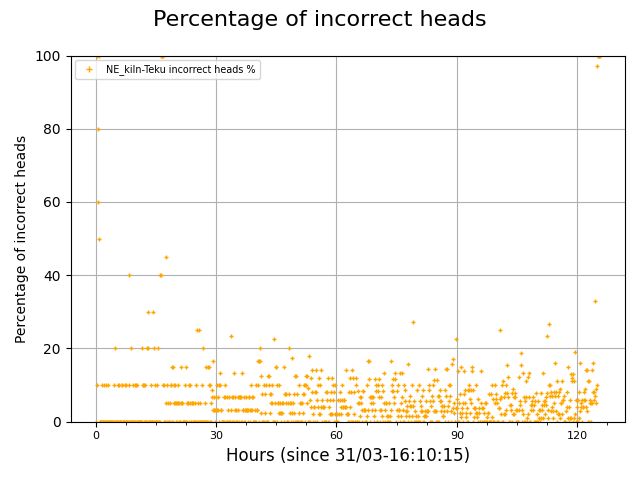 Percentage of incorrect heads
NE_kiln-Teku incorrect heads %
Percentage of incorrect heads
100
80
60
40
20
0
0 30 60 90 120
Hours (since 31/03-16:10:15)